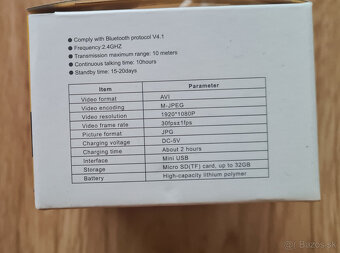 ● Comply with Bluetooth protocol V4.1
● Frequency:2.4GHZ
● Transmission maximum range: 10 meters
● Continuous talking time: 10hours
● Standby time: 15-20days
Item Parameter
Video format AVI
Video encoding M-JPEG
Video resolution 1920*1080P
Video frame rate 30fps±1fps
Picture format JPG
Charging voltage DC-5V
Charging time About 2 hours
Interface Mini USB
Storage Micro SD(TF) card, up to 32GB
Battery High-capacity lithium polymer
Bazos.sk